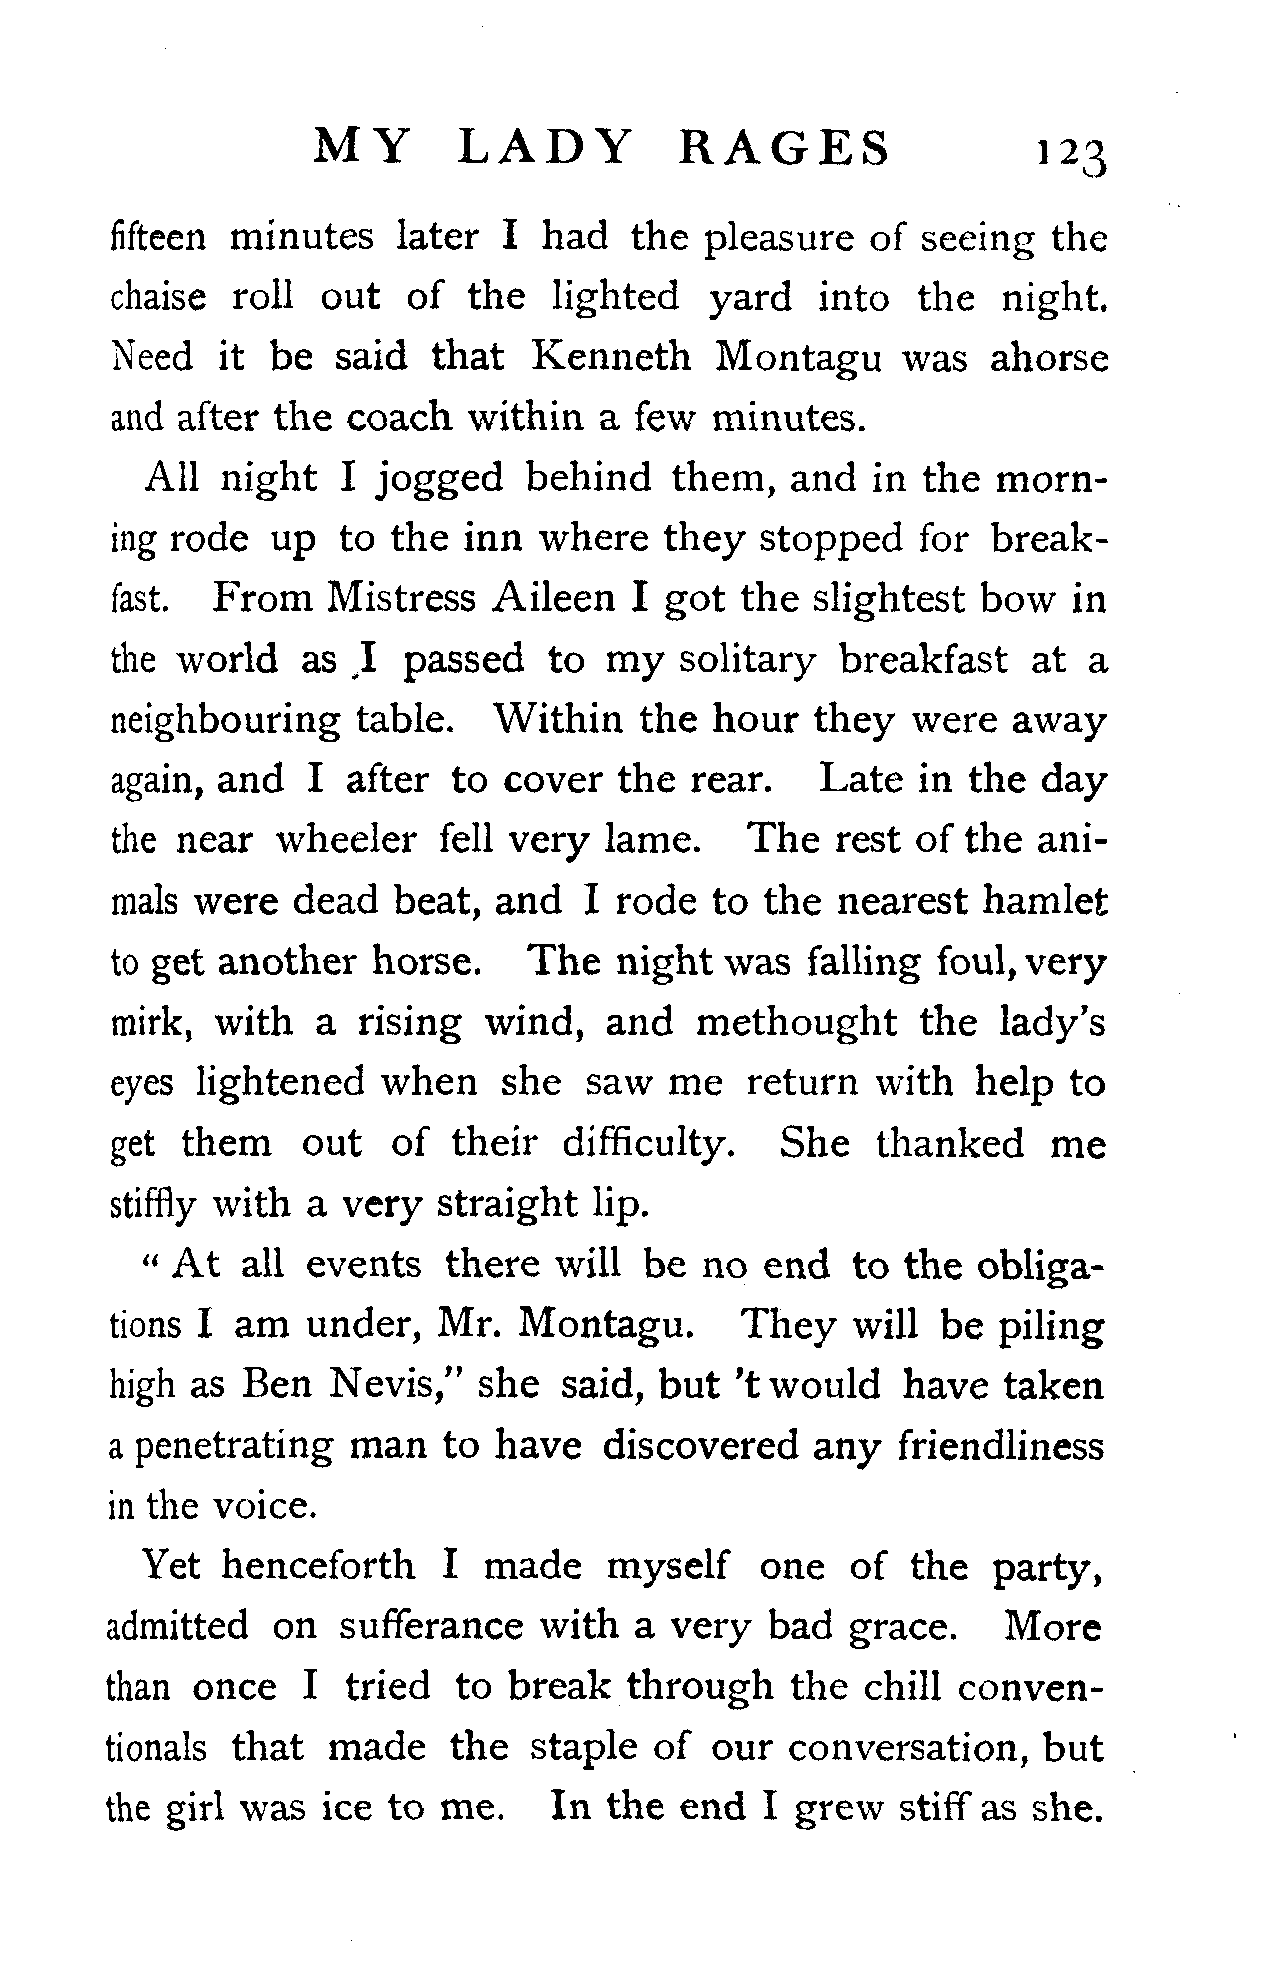 MY LADY RAGES 123
fifteen minutes later I had the pleasure of seeing the
chaise roll out of the lighted yard into the night.
Need it be said that Kenneth Montagu was ahorse
and after the coach within a few minutes.
All night I jogged behind them, and in the morn-
ing rode up to the inn where they stopped for break-
fast. From Mistress Aileen I got the slightest bow in
the world as I passed to my solitary breakfast at a
neighbouring table. Within the hour they were away
again, and I after to cover the rear. Late in the day
the near wheeler fell very lame. The rest of the ani-
mals were dead beat, and I rode to the nearest hamlet
to get another horse. The night was falling foul, very
mirk, with a rising wind, and methought the lady's
eyes lightened when she saw me return with help to
get them out of their difficulty. She thanked me
stiffly with a very straight lip.
" At all events there will be no end to the obliga-
tions I am under, Mr. Montagu. They will be piling
high as Ben Nevis," she said, but 't would have taken
a penetrating man to have discovered any friendliness
in the voice.
Yet henceforth I made myself one of the party,
admitted on sufferance with a very bad grace. More
than once I tried to break through the chill conven-
tionals that made the staple of our conversation, but
the girl was ice to me. In the end I grew stiff as she.